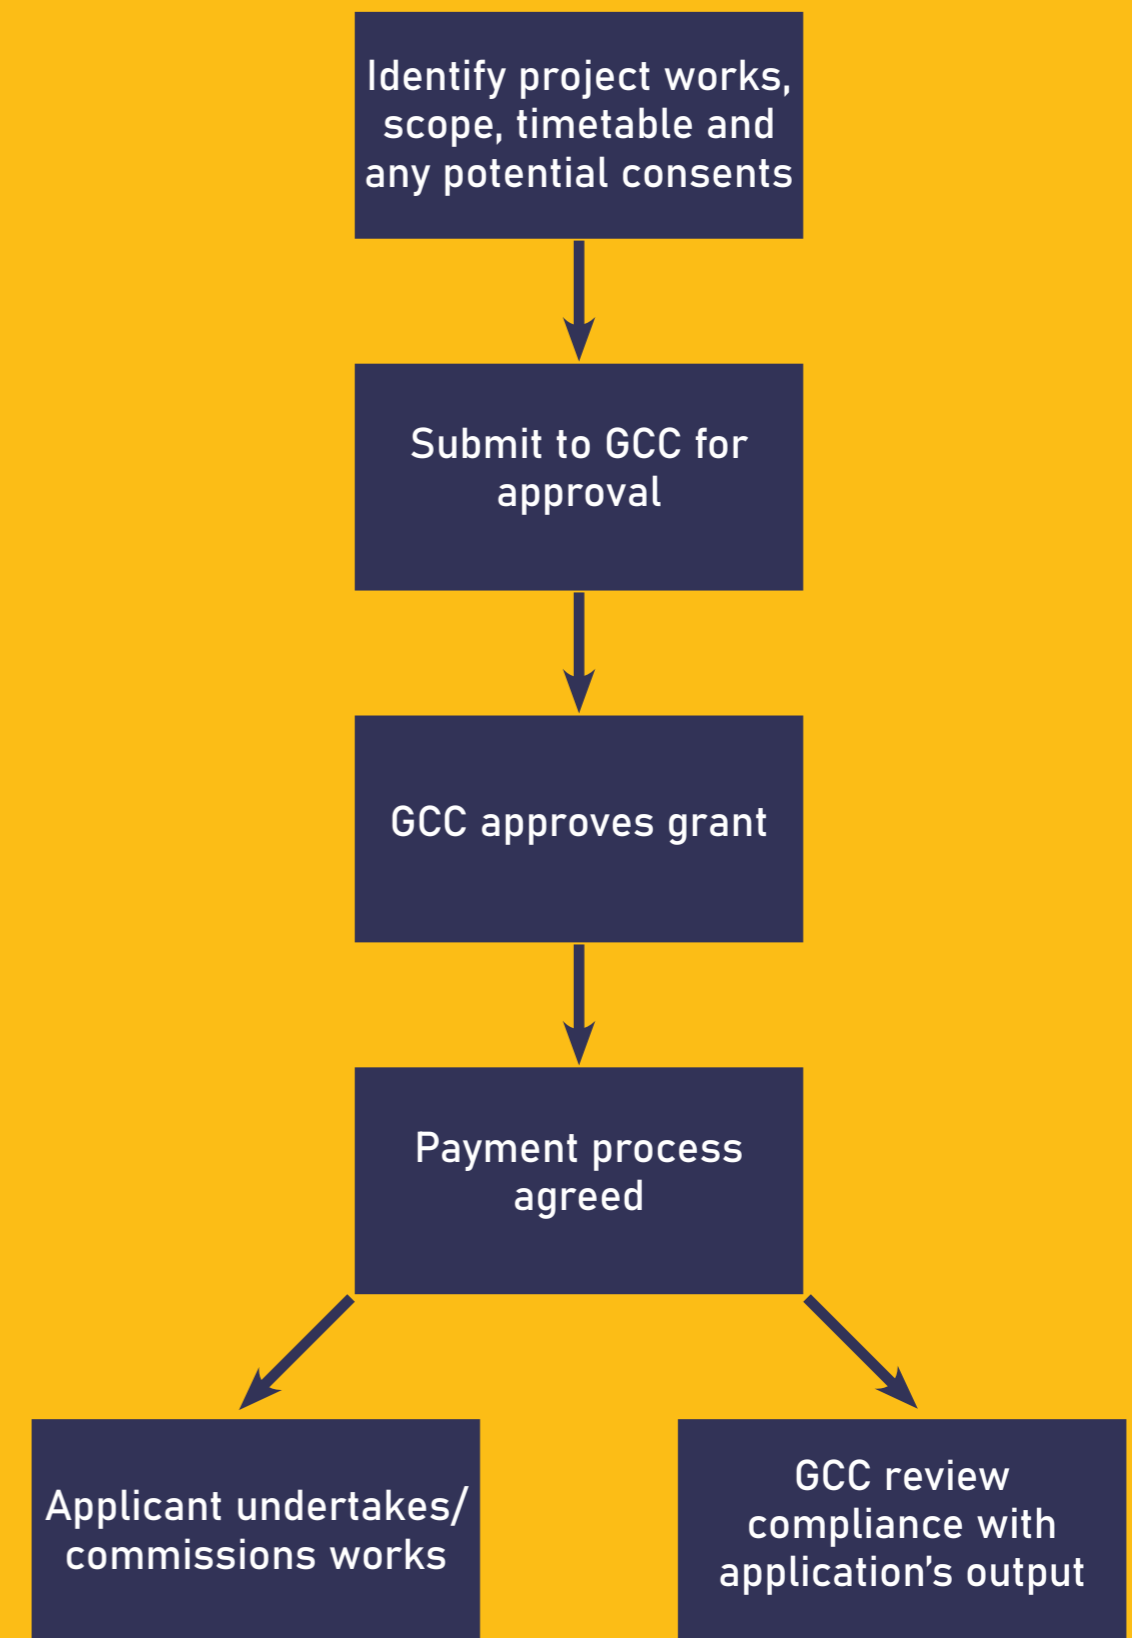 Identify project works,
scope, timetable and
any potential consents
Submit to GCC for
approval
GCC approves grant
Payment process
agreed
Applicant undertakes/
commissions works
GCC review
compliance with
application’s output